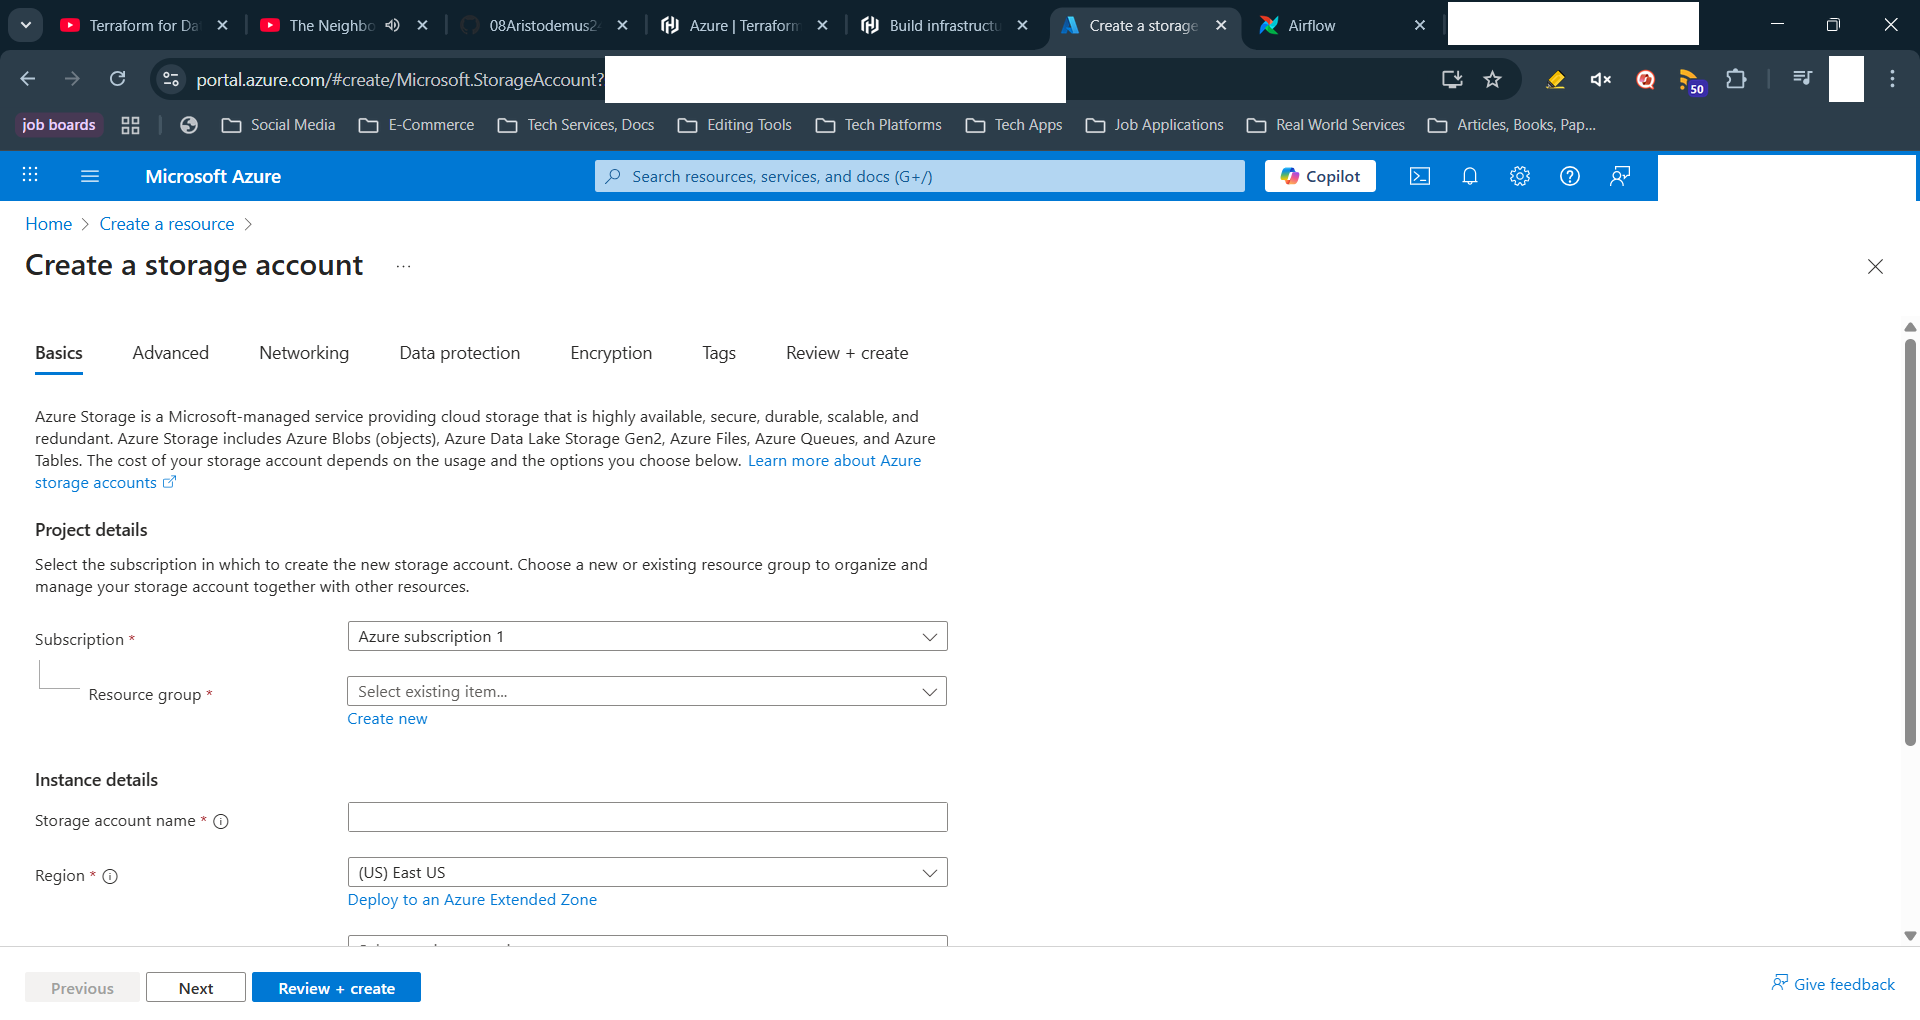 Terraform for Da
The Neighbo
08Aristodemus2
Azure | Terraform
Build infrastructu
Create a storage
Airflow
portal.azure.com/#create/Microsoft.StorageAccount?
50
job boards
Social Media
E-Commerce
Tech Services, Docs
Editing Tools
Tech Platforms
Tech Apps
Job Applications
Real World Services
Articles, Books, Pap...
Microsoft Azure
Search resources, services, and docs (G+/)
Copilot
Home > Create a resource >
Create a storage account ...
Basics
Advanced
Networking
Data protection
Encryption
Tags
Review + create
Azure Storage is a Microsoft-managed service providing cloud storage that is highly available, secure, durable, scalable, and
redundant. Azure Storage includes Azure Blobs (objects), Azure Data Lake Storage Gen2, Azure Files, Azure Queues, and Azure
Tables. The cost of your storage account depends on the usage and the options you choose below. Learn more about Azure
storage accounts
Project details
Select the subscription in which to create the new storage account. Choose a new or existing resource group to organize and
manage your storage account together with other resources.
Subscription *
Azure subscription 1
Resource group *
Select existing item...
Create new
Instance details
Storage account name *
Region *
(US) East US
Deploy to an Azure Extended Zone
Previous
Next
Review + create
Give feedback